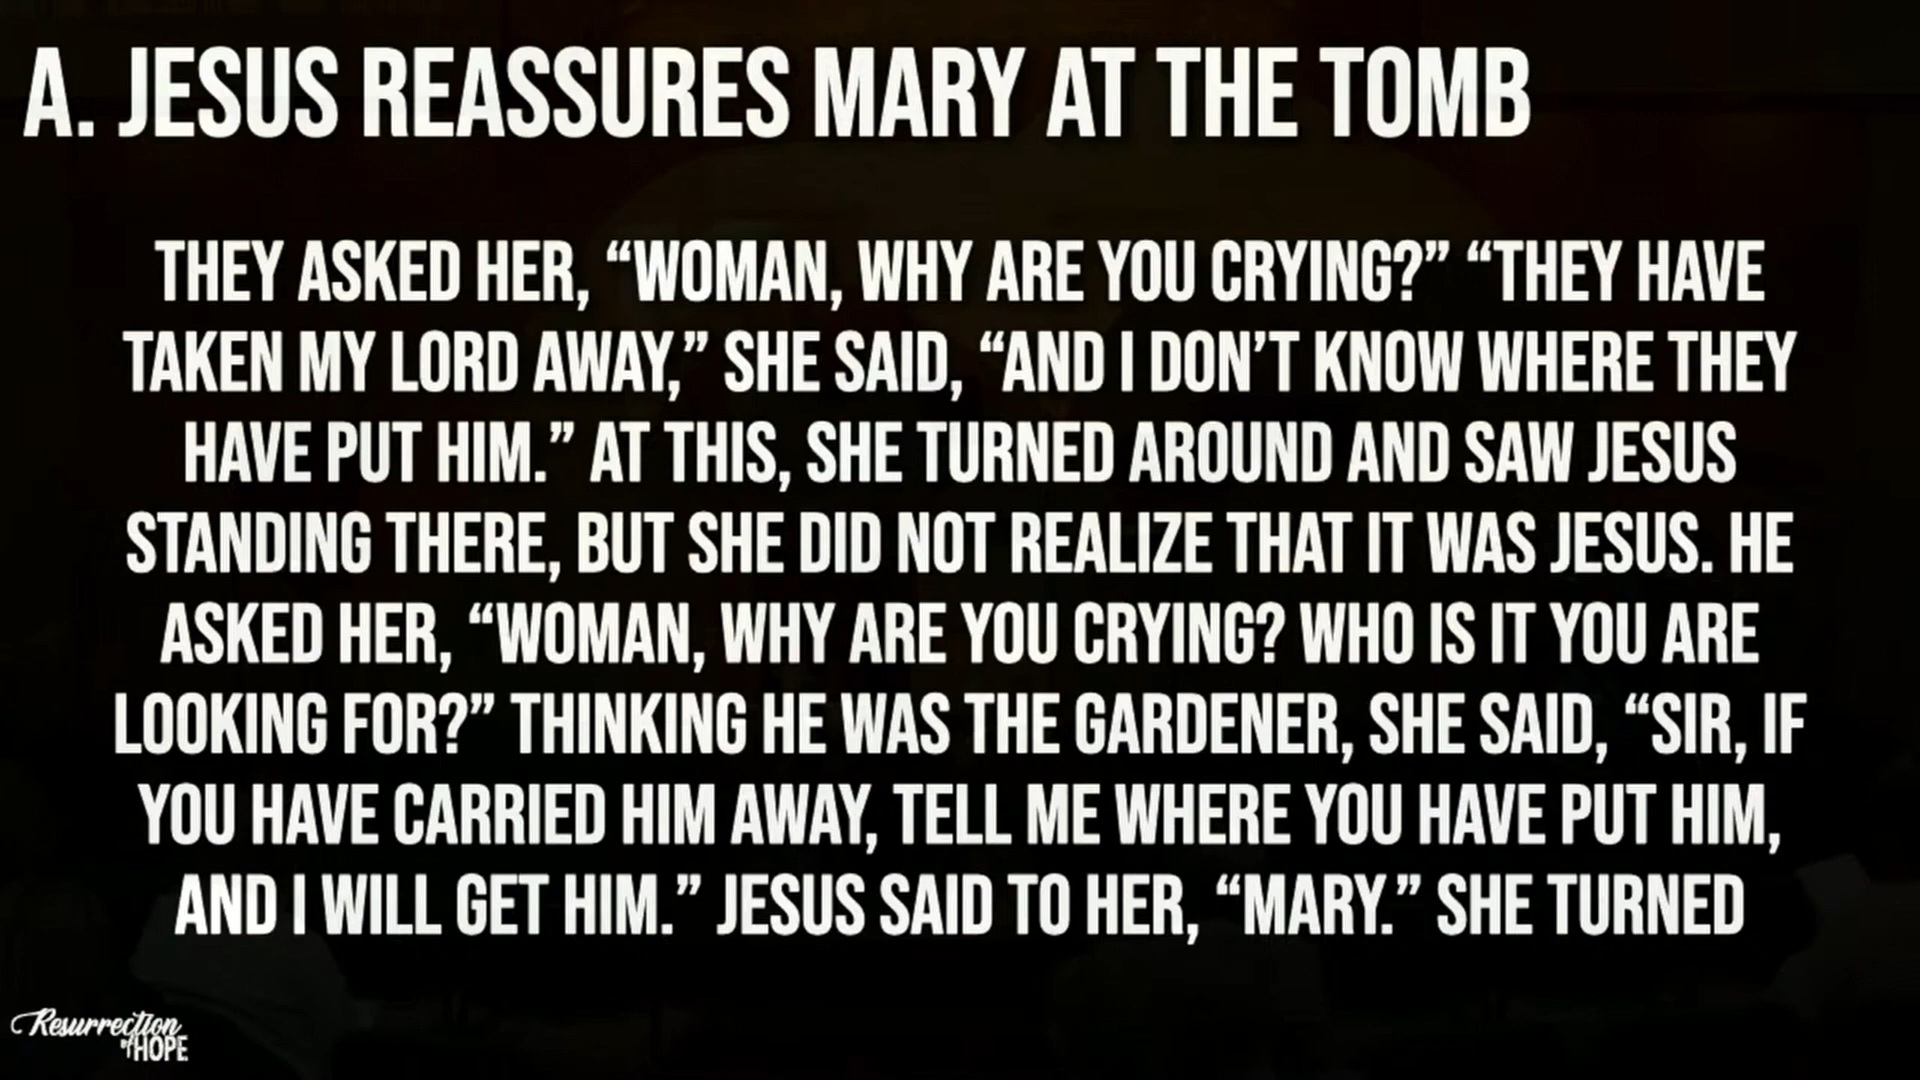 A. JESUS REASSURES MARY AT THE TOMB
THEY ASKED HER, “WOMAN, WHY ARE YOU CRYING?” “THEY HAVE
TAKEN MY LORD AWAY,” SHE SAID, “AND I DON’T KNOW WHERE THEY
HAVE PUT HIM.” AT THIS, SHE TURNED AROUND AND SAW JESUS
STANDING THERE, BUT SHE DID NOT REALIZE THAT IT WAS JESUS. HE
ASKED HER, “WOMAN, WHY ARE YOU CRYING? WHO IS IT YOU ARE
LOOKING FOR?” THINKING HE WAS THE GARDENER, SHE SAID, “SIR, IF
YOU HAVE CARRIED HIM AWAY, TELL ME WHERE YOU HAVE PUT HIM,
AND I WILL GET HIM.” JESUS SAID TO HER, “MARY.” SHE TURNED
Resurrection
of HOPE